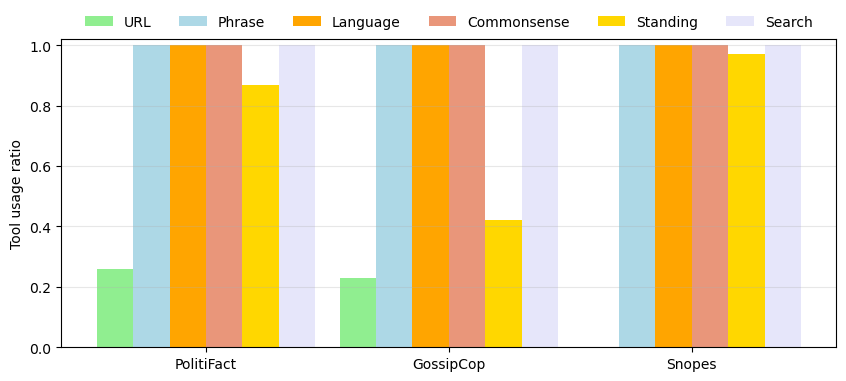 URL Phrase Language Commonsense Standing Search
1.0
0.8
0.6
0.4
0.2
0.0
Tool usage ratio
PolitiFact GossipCop Snopes